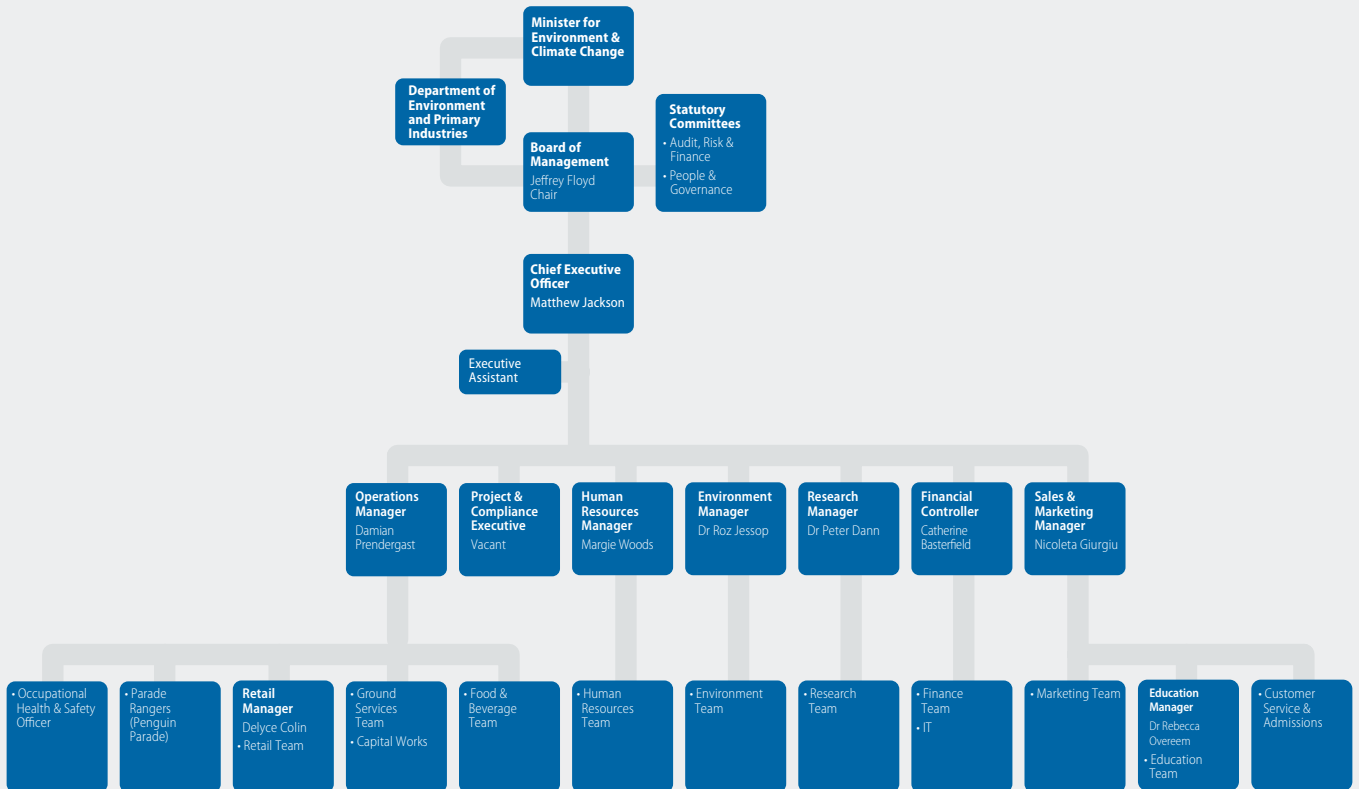 Minister for
Environment &
Climate Change
Department of
Environment
and Primary
Industries
Statutory
Committees
• Audit, Risk &
Finance
• People &
Governance
Board of
Management
Jeffrey Floyd
Chair
Chief Executive
Officer
Matthew Jackson
Executive
Assistant
Operations
Manager
Damian
Prendergast
Project &
Compliance
Executive
Vacant
Human
Resources
Manager
Margie Woods
Environment
Manager
Dr Roz Jessop
Research
Manager
Dr Peter Dann
Financial
Controller
Catherine
Basterfield
Sales &
Marketing
Manager
Nicoleta Giurgiu
• Occupational
Health & Safety
Officer
• Parade
Rangers
(Penguin
Parade)
Retail
Manager
Delyce Colin
• Retail Team
• Ground
Services
Team
• Capital Works
• Food &
Beverage
Team
• Human
Resources
Team
• Environment
Team
• Research
Team
• Finance
Team
• IT
• Marketing Team
Education
Manager
Dr Rebecca
Overeem
• Education
Team
• Customer
Service &
Admissions